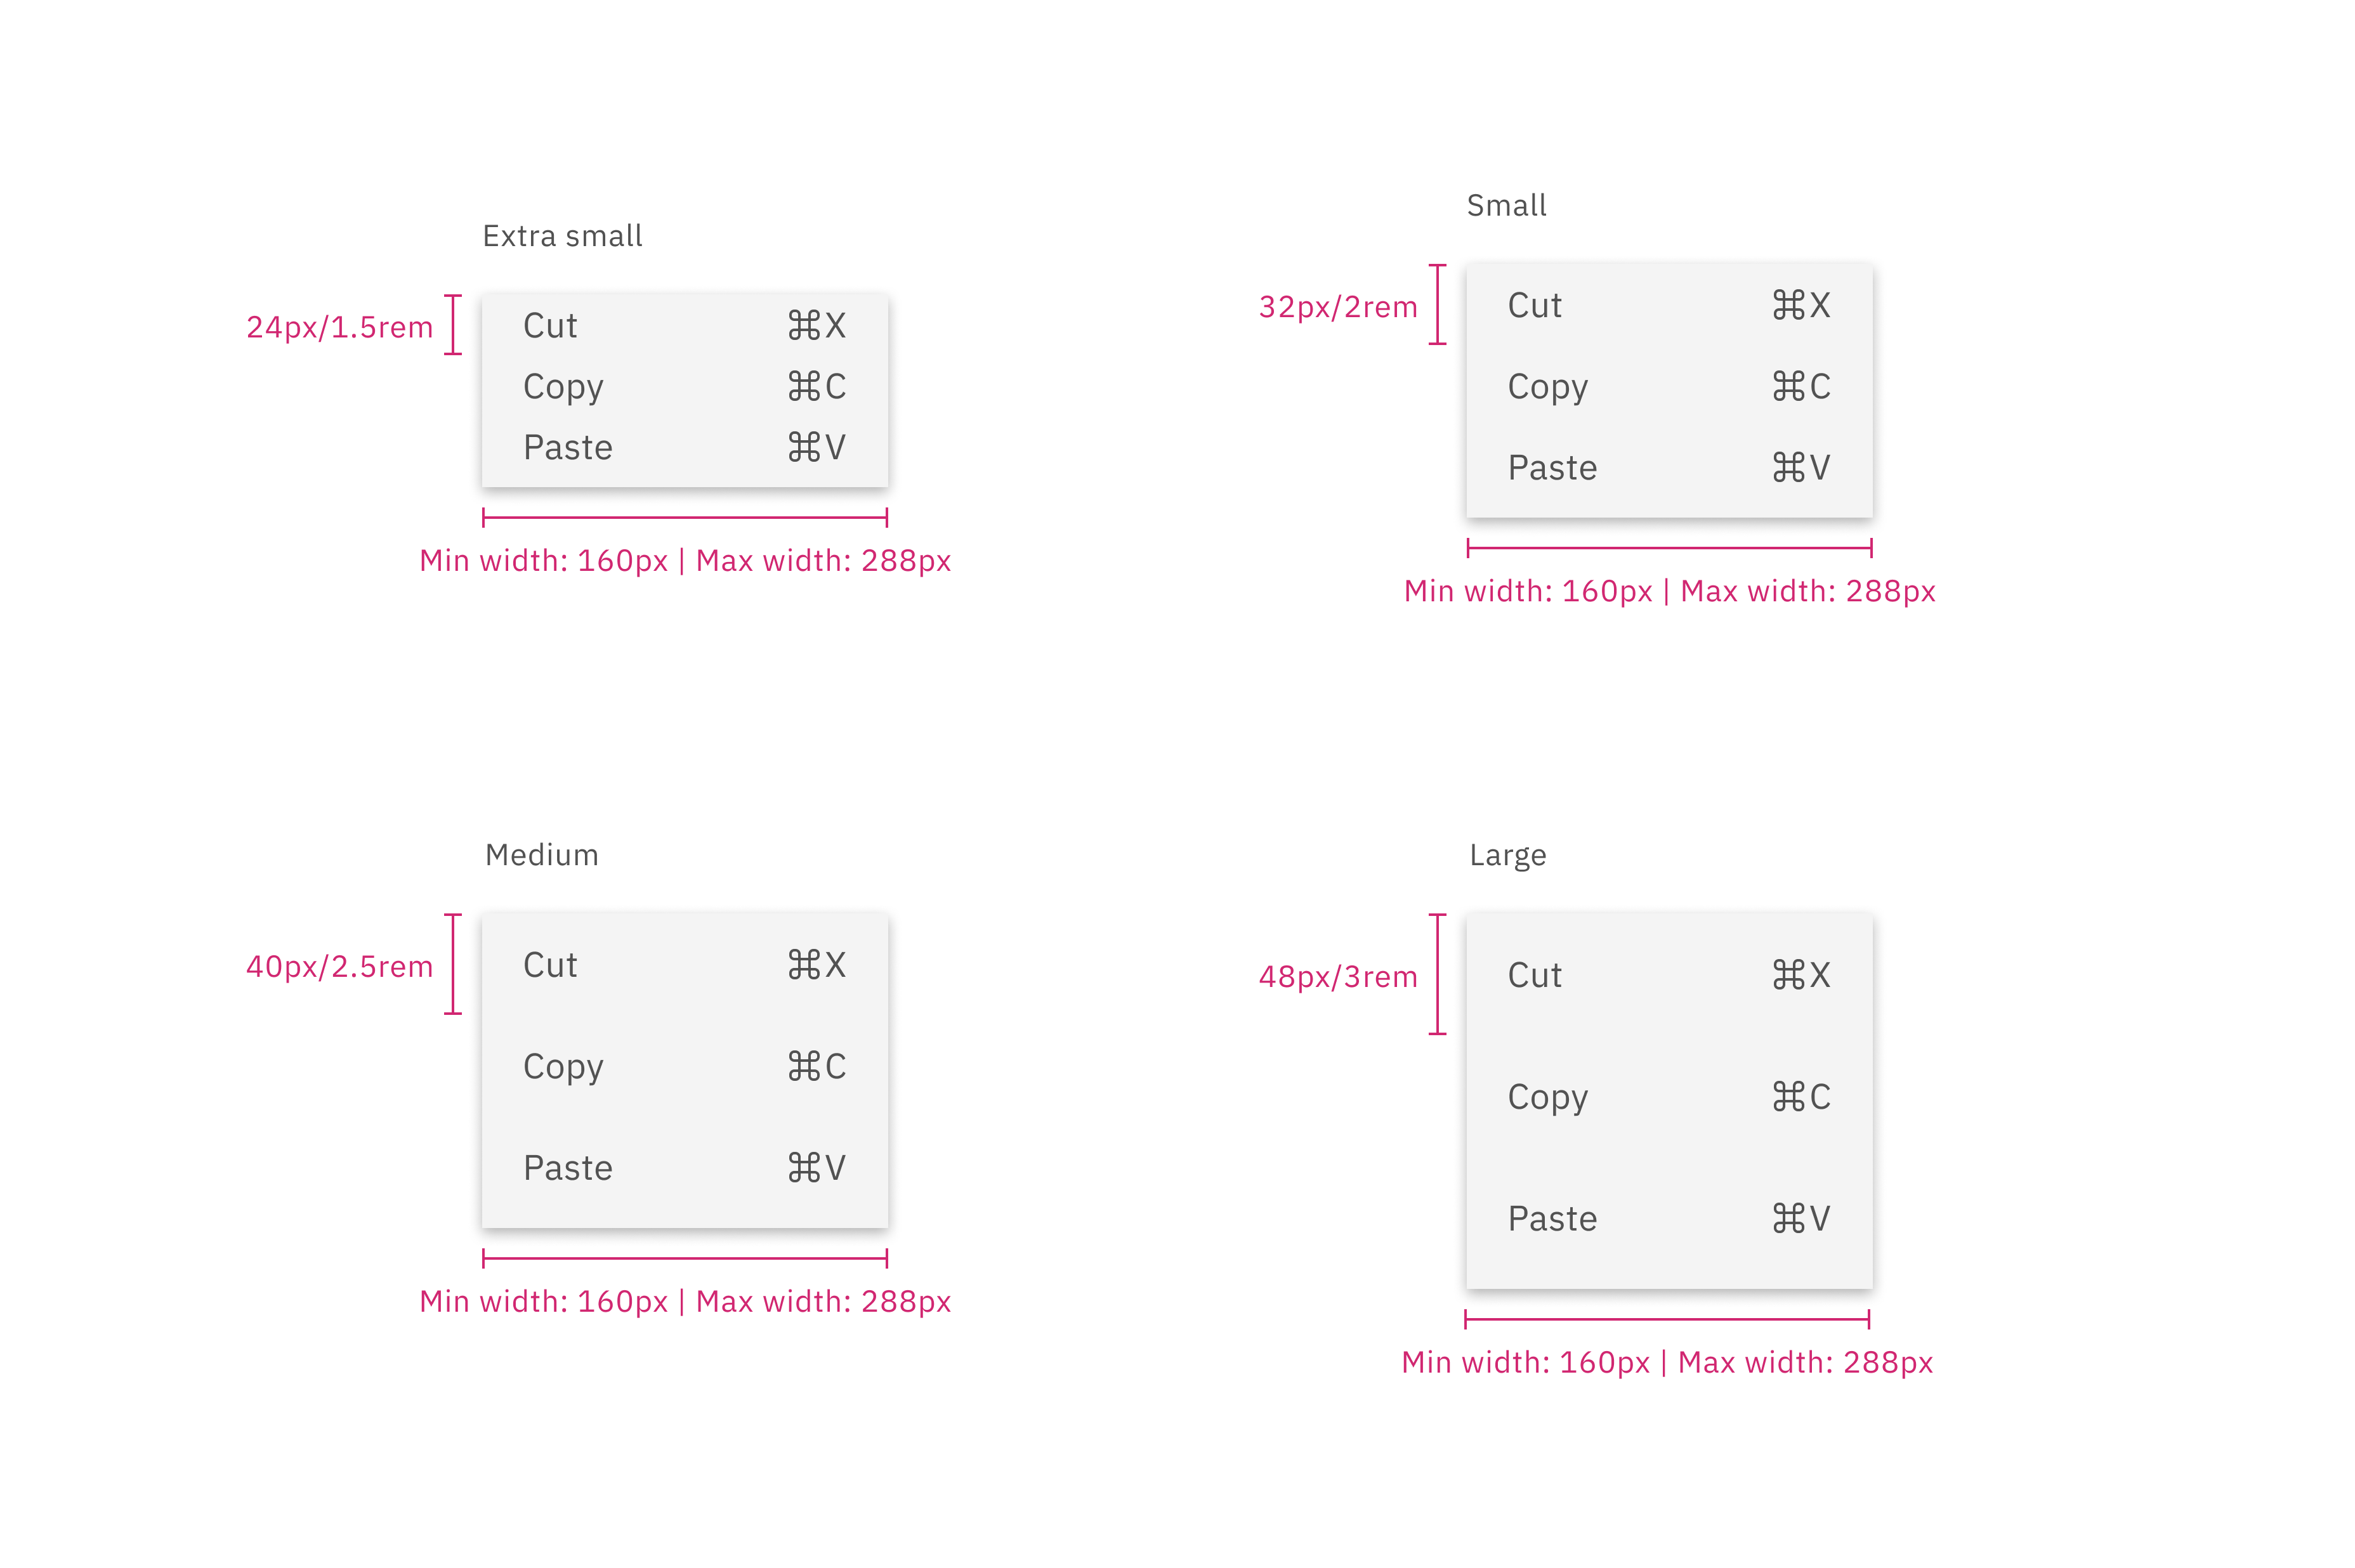 Extra small
24px/1.5rem
Cut ⌘X
Copy ⌘C
Paste ⌘V
Min width: 160px | Max width: 288px
Small
32px/2rem
Cut ⌘X
Copy ⌘C
Paste ⌘V
Min width: 160px | Max width: 288px
Medium
40px/2.5rem
Cut ⌘X
Copy ⌘C
Paste ⌘V
Min width: 160px | Max width: 288px
Large
48px/3rem
Cut ⌘X
Copy ⌘C
Paste ⌘V
Min width: 160px | Max width: 288px